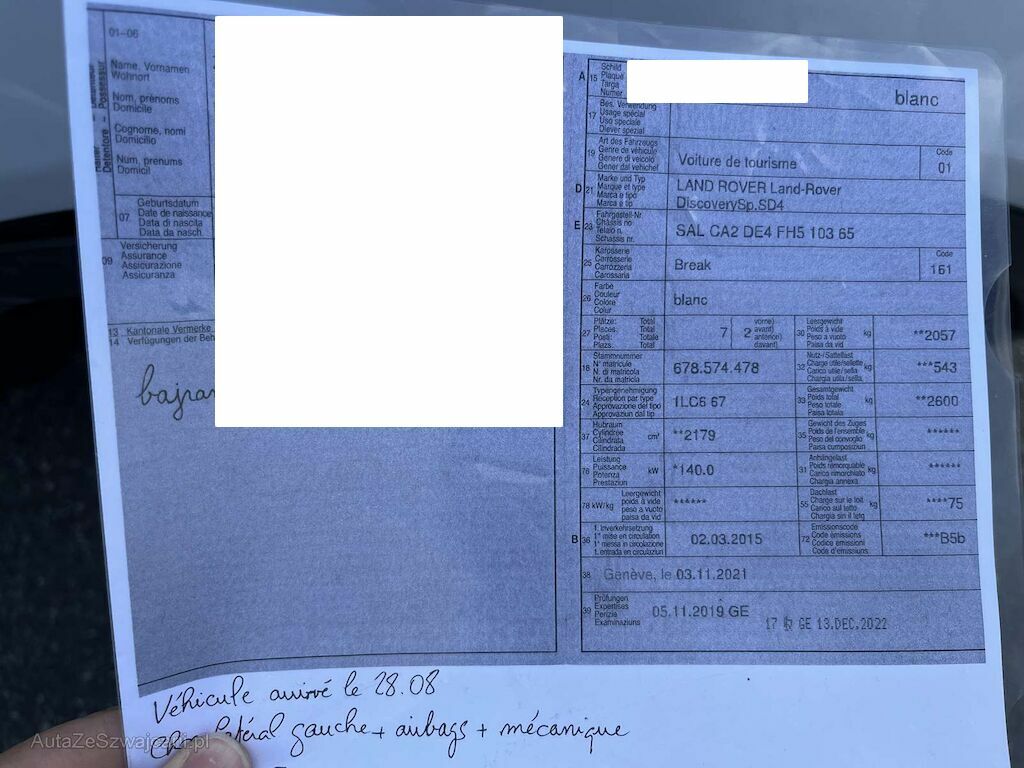 01-06
Name, Vornamen
Wohnort
Nom, prénoms
Domicile
Cognome, nomi
Domicilio
Num, prenums
Domicil
Detentore - Possessur
07 Geburtsdatum
Date de naissance
Data di nascita
Data da nasch.
09 Versicherung
Assurance
Assicurazione
Assicuranza
13 Kantonale Vermerke
14 Verfügungen der Beh
bajra
A 15 Schild
Plaque
Targa
Numer
blanc
17 Bes. Verwendung
Usage spécial
Uso speciale
Diever spezial
19 Art des Fahrzeugs
Genre de véhicule
Genere di veicolo
Gener dal vehichel
Voiture de tourisme
Code
01
D 21 Marke und Typ
Marque et type
Marca e tipo
Marca e tip
LAND ROVER Land-Rover
DiscoverySp.SD4
E 23 Fahrgestell-Nr.
Châssis no
Telaio n.
Schassis nr.
SAL CA2 DE4 FH5 103 65
25 Karosserie
Carrosserie
Carrozzeria
Carossaria
Break
Code
161
26 Farbe
Couleur
Colore
Colur
blanc
27 Plätze: Total
Places: Total
Posti: Totale
Plazs: Total
7 ( 2 vorne)
avant)
anteriori)
davant)
30 Leergewicht
Poids à vide
Peso a vuoto
Paisa da vid
kg
**2057
18 Stammnummer
N° matricule
N. di matricola
Nr. da matricla
678.574.478
32 Nutz-/Sattellast
Charge utile/sellette
Carico utile/sella
Chargia utila/sella
kg
***543
24 Typengenehmigung
Réception par type
Approvazione del tipo
Approvaziun dal tip
1LC6 67
33 Gesamtgewicht
Poids total
Peso totale
Paisa totala
kg
**2600
37 Hubraum
Cylindrée
Cilindrata
Cilindrada
cm³
**2179
35 Gewicht des Zuges
Poids de l'ensemble
Peso del convoglio
Paisa cumposiziun
kg
******
76 Leistung
Puissance
Potenza
Prestaziun
kW
*140.0
31 Anhängelast
Poids remorquable
Carico rimorchiato
Chargia annexa
kg
******
78 kW/kg Leergewicht
poids à vide
peso a vuoto
paisa da vid
******
55 Dachlast
Charge sur le toit
Carico sul tetto
Chargia sin il tetg
kg
****75
B 36 1. Inverkehrsetzung
1re mise en circulation
1a messa in circolazione
1. entrada en circulaziun
02.03.2015
72 Emissionscode
Code émissions
Codice emissioni
Code d'emissiuns
***B5b
38 Genève, le 03.11.2021
39 Prüfungen
Expertises
Perizie
Examinaziuns
05.11.2019 GE
17 GE 13.DEC.2022
Véhicule arrivé le 28.08
latéral gauche + airbags + mécanique
AutaZeSzwajcarii.pl